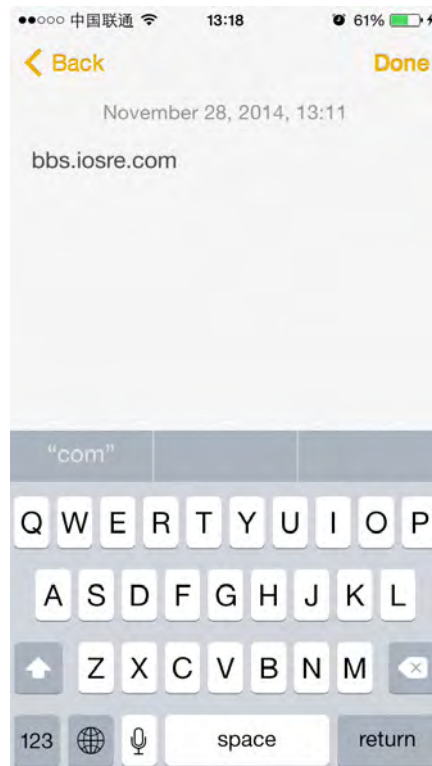 中国联通 13:18 61%
Back Done
November 28, 2014, 13:11
bbs.iosre.com
“com”
Q W E R T Y U I O P
A S D F G H J K L
Z X C V B N M
123 space return